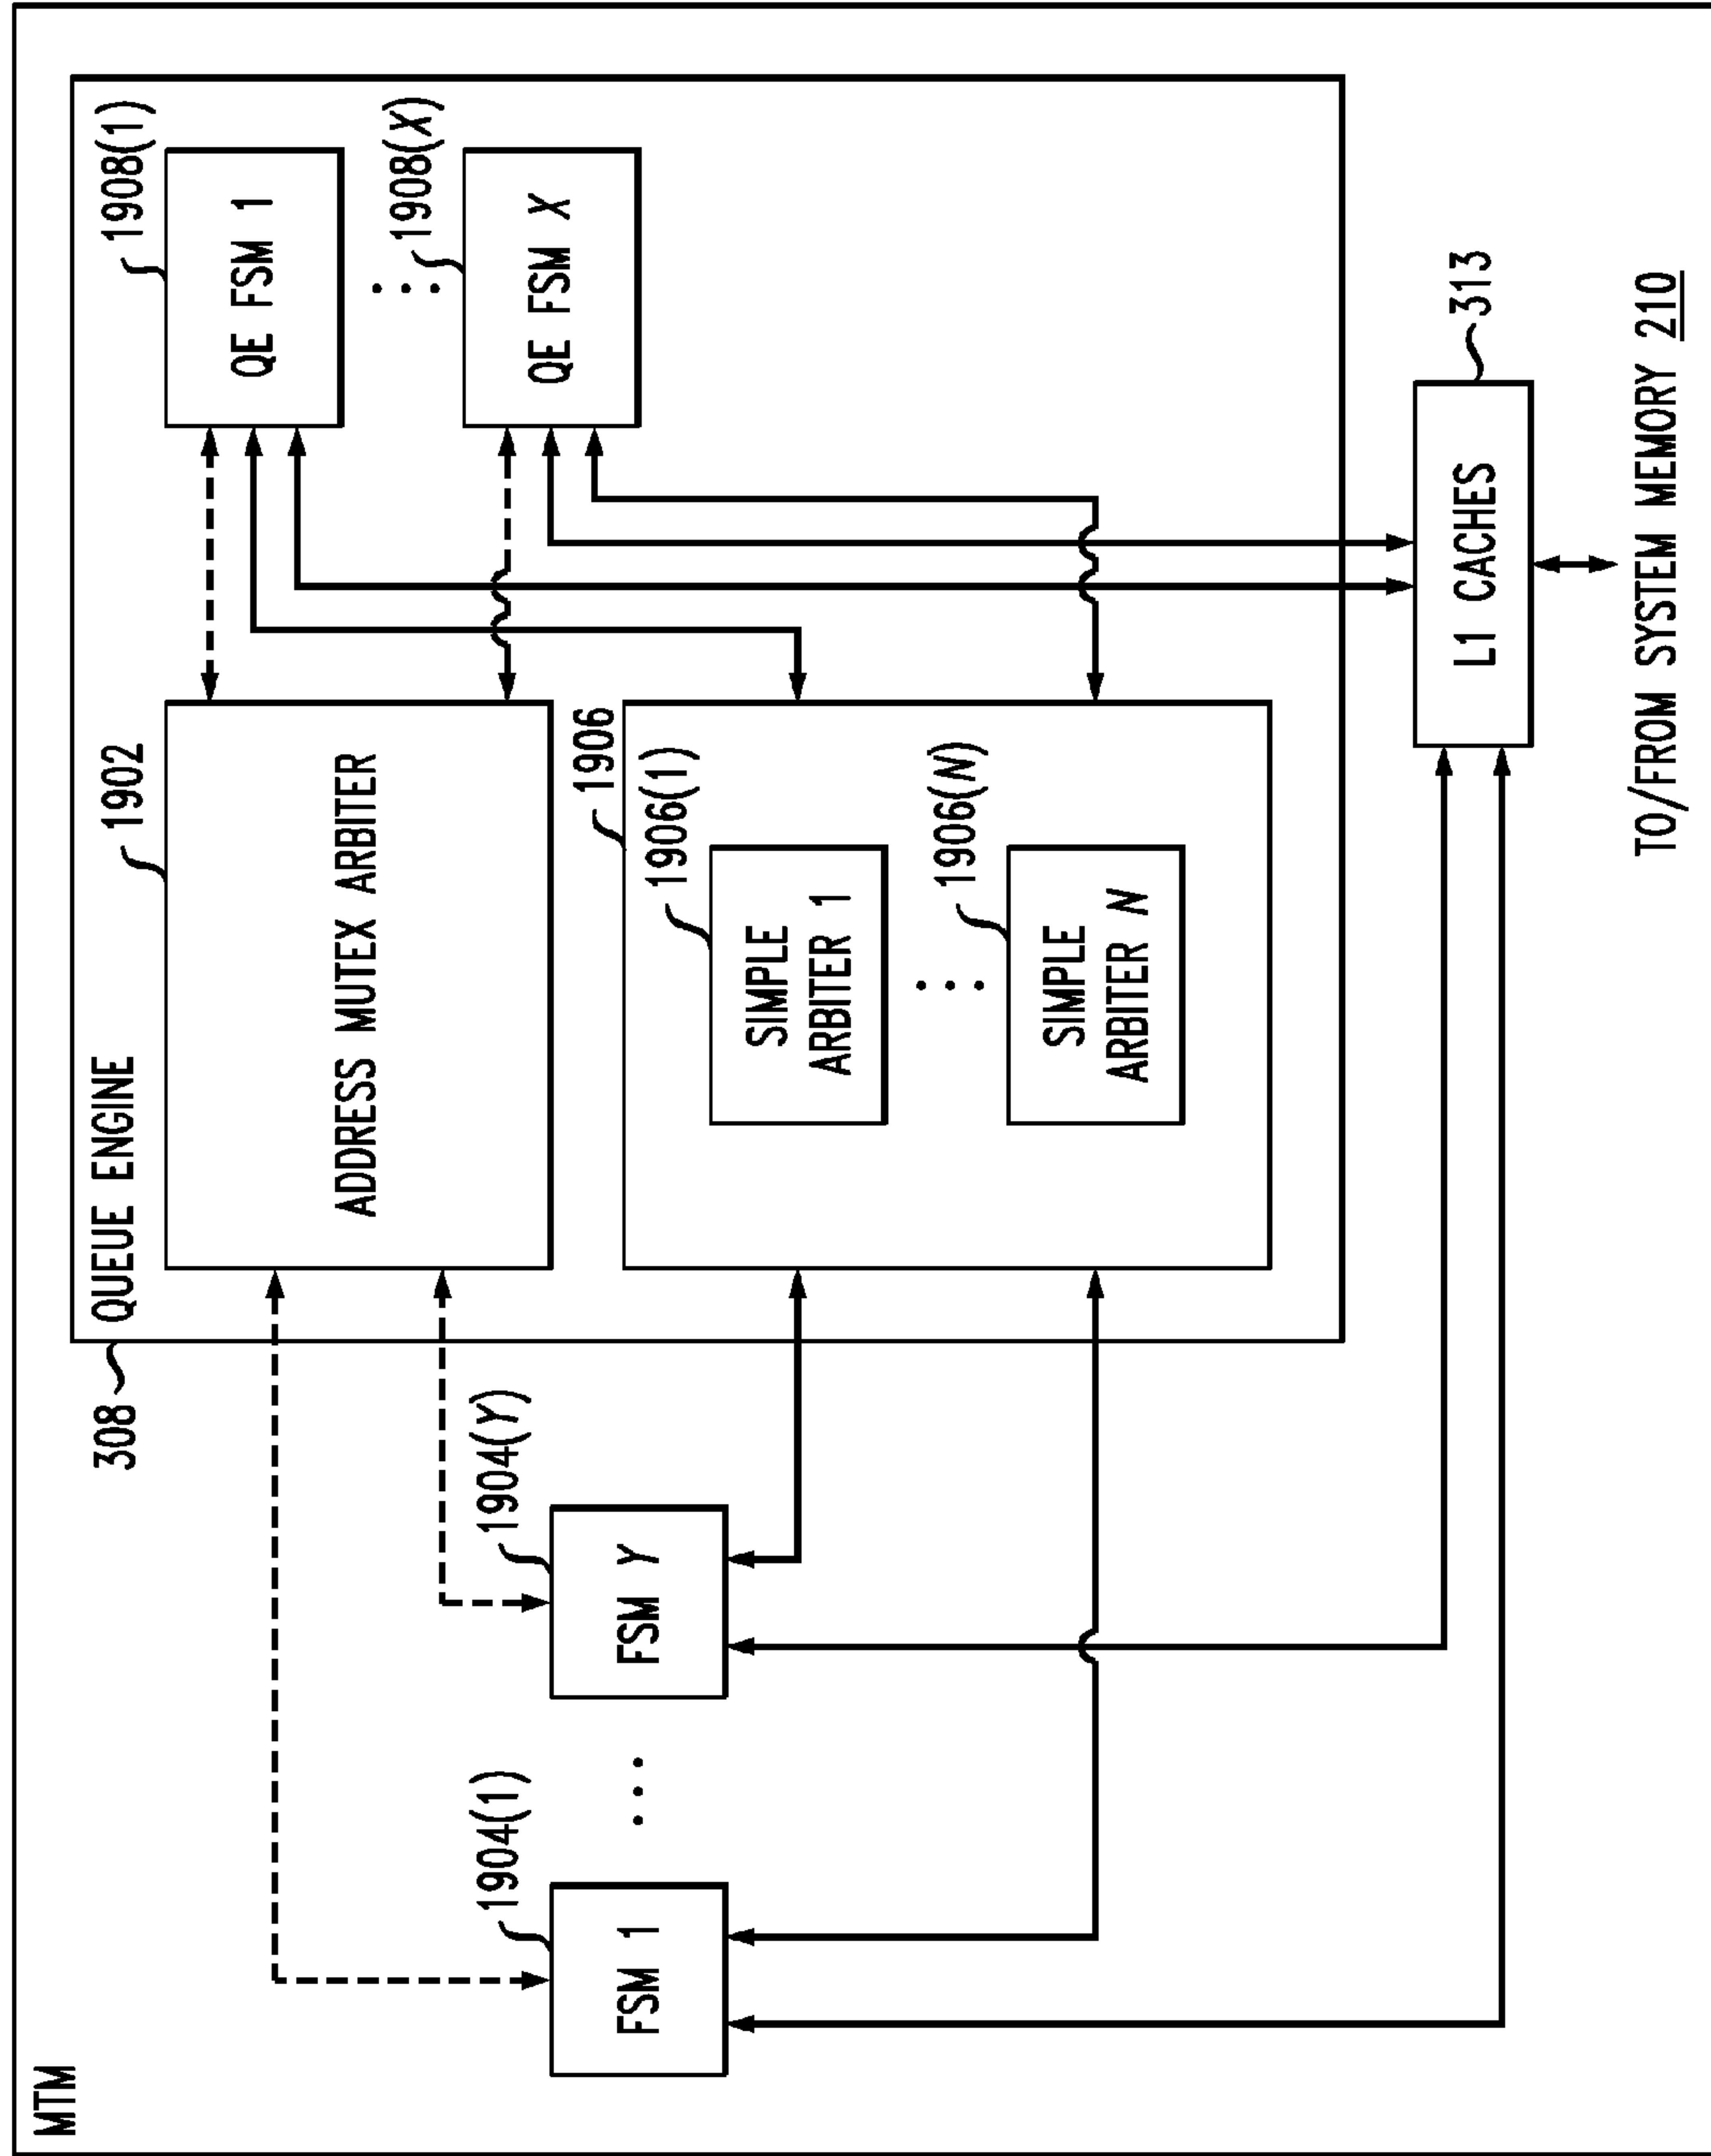 MTM
308
QUEUE ENGINE
1902
ADDRESS MUTEX ARBITER
1908(1)
QE FSM 1
1908(X)
QE FSM X
1904(1)
FSM 1
1904(Y)
FSM Y
1906
1906(1)
SIMPLE
ARBITER 1
1906(N)
SIMPLE
ARBITER N
L1 CACHES
313
TO/FROM SYSTEM MEMORY 210